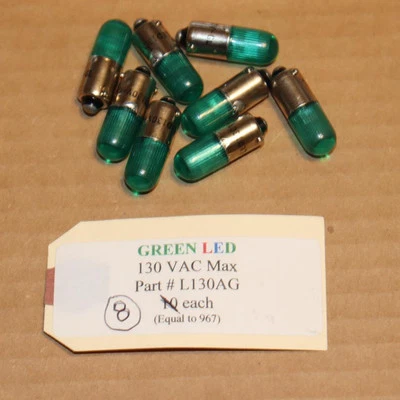 GREEN LED
130 VAC Max
Part # L130AG
8 10 each
(Equal to 967)